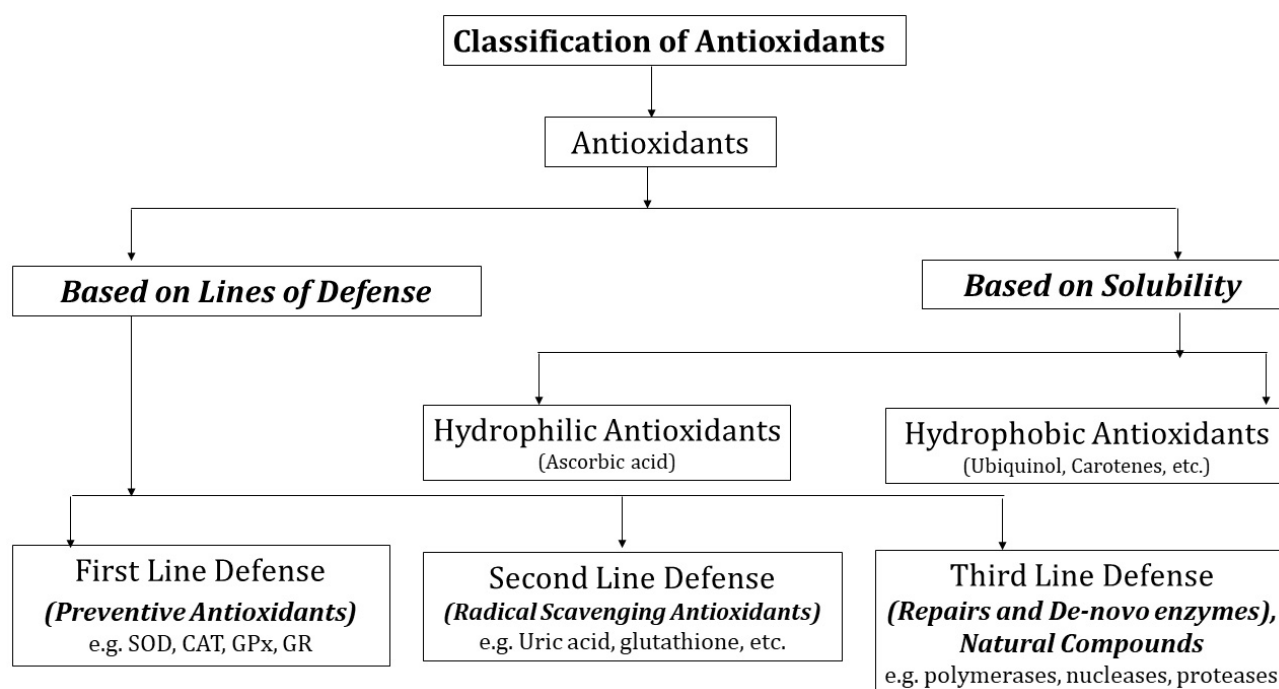 Classification of Antioxidants
Antioxidants
Based on Lines of Defense
Based on Solubility
Hydrophilic Antioxidants
(Ascorbic acid)
Hydrophobic Antioxidants
(Ubiquinol, Carotenes, etc.)
First Line Defense
(Preventive Antioxidants)
e.g. SOD, CAT, GPx, GR
Second Line Defense
(Radical Scavenging Antioxidants)
e.g. Uric acid, glutathione, etc.
Third Line Defense
(Repairs and De-novo enzymes),
Natural Compounds
e.g. polymerases, nucleases, proteases